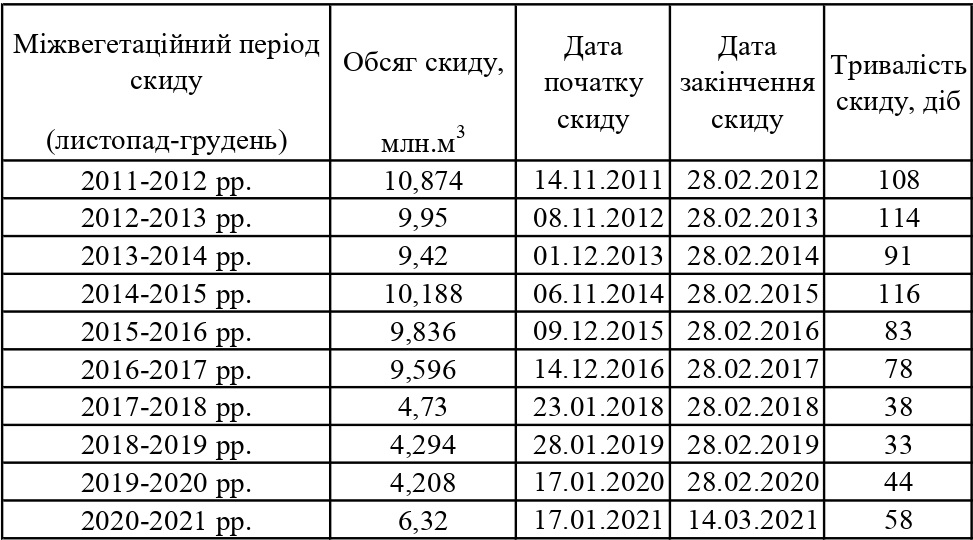 Міжвегетаційний період
скиду
(листопад-грудень)
Обсяг скиду,
млн.м³
Дата
початку
скиду
Дата
закінчення
скиду
Тривалість
скиду, діб
2011-2012 рр. 10,874 14.11.2011 28.02.2012 108
2012-2013 рр. 9,95 08.11.2012 28.02.2013 114
2013-2014 рр. 9,42 01.12.2013 28.02.2014 91
2014-2015 рр. 10,188 06.11.2014 28.02.2015 116
2015-2016 рр. 9,836 09.12.2015 28.02.2016 83
2016-2017 рр. 9,596 14.12.2016 28.02.2017 78
2017-2018 рр. 4,73 23.01.2018 28.02.2018 38
2018-2019 рр. 4,294 28.01.2019 28.02.2019 33
2019-2020 рр. 4,208 17.01.2020 28.02.2020 44
2020-2021 рр. 6,32 17.01.2021 14.03.2021 58